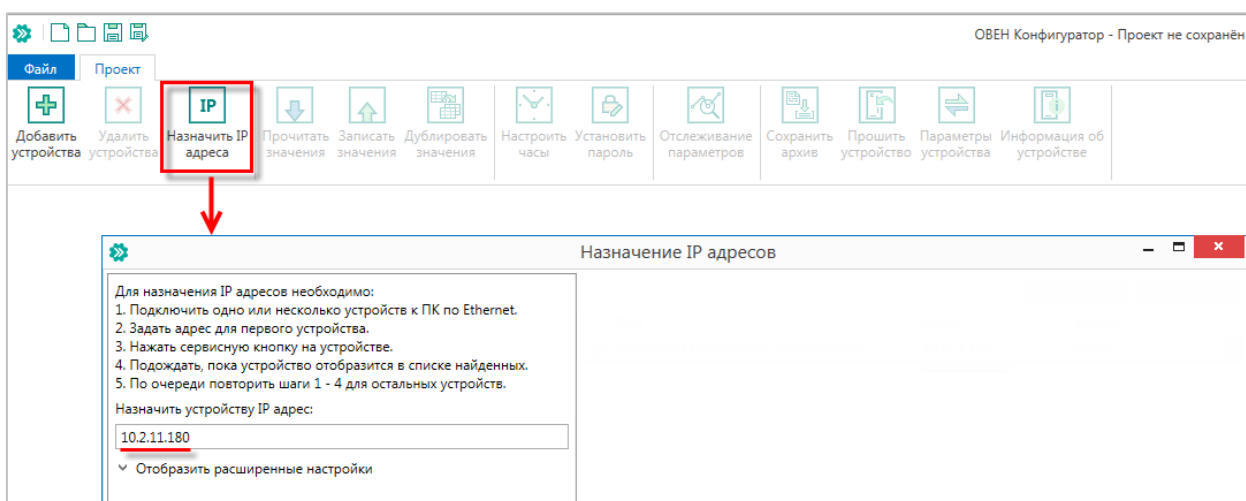 ОВЕН Конфигуратор - Проект не сохранён
Файл Проект
IP
Добавить устройства
Удалить устройства
Назначить IP адреса
Прочитать значения
Записать значения
Дублировать значения
Настроить часы
Установить пароль
Отслеживание параметров
Сохранить архив
Прошить устройство
Параметры устройства
Информация об устройстве
Назначение IP адресов
Для назначения IP адресов необходимо:
1. Подключить одно или несколько устройств к ПК по Ethernet.
2. Задать адрес для первого устройства.
3. Нажать сервисную кнопку на устройстве.
4. Подождать, пока устройство отобразится в списке найденных.
5. По очереди повторить шаги 1 - 4 для остальных устройств.
Назначить устройству IP адрес:
10.2.11.180
Отобразить расширенные настройки